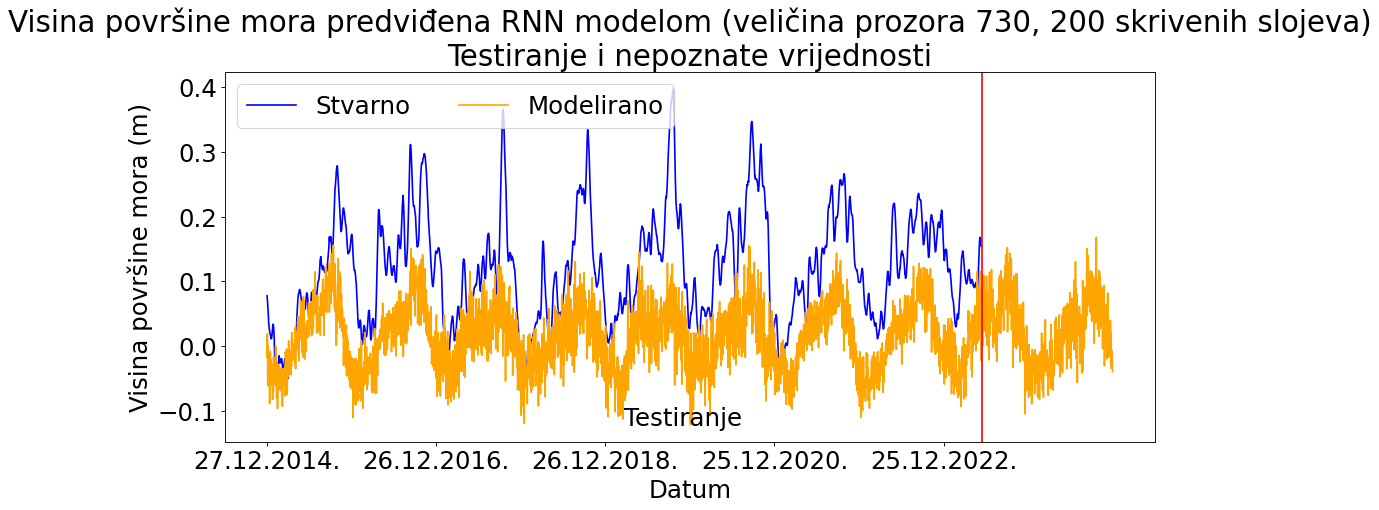 Visina površine mora predviđena RNN modelom (veličina prozora 730, 200 skrivenih slojeva)
Testiranje i nepoznate vrijednosti
Stvarno
Modelirano
Visina površine mora (m)
0.4
0.3
0.2
0.1
0.0
−0.1
Testiranje
27.12.2014.
26.12.2016.
26.12.2018.
25.12.2020.
25.12.2022.
Datum